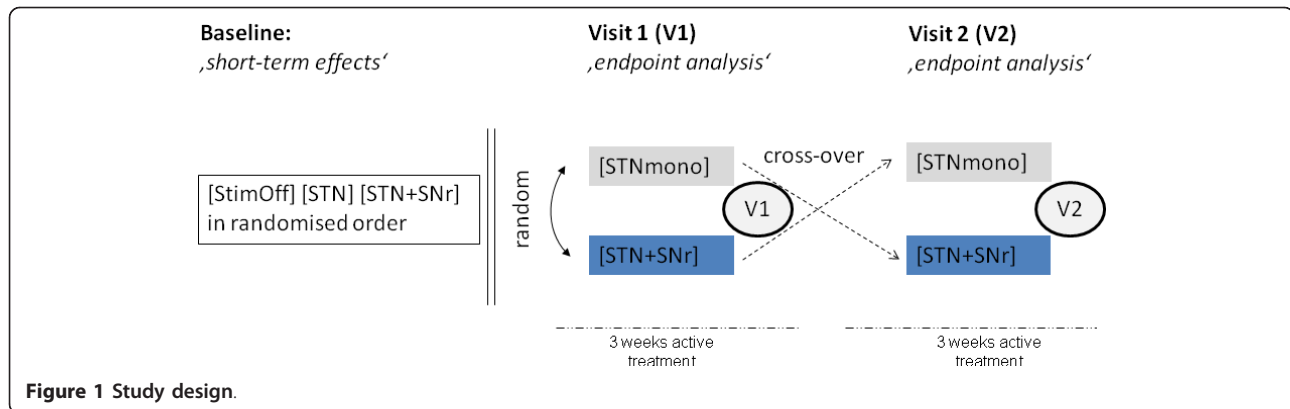 Baseline:
‚short-term effects‘
Visit 1 (V1)
‚endpoint analysis‘
Visit 2 (V2)
‚endpoint analysis‘
[StimOff] [STN] [STN+SNr]
in randomised order
random
[STNmono]
V1
[STN+SNr]
cross-over
[STNmono]
V2
[STN+SNr]
3 weeks active
treatment
3 weeks active
treatment
Figure 1 Study design.